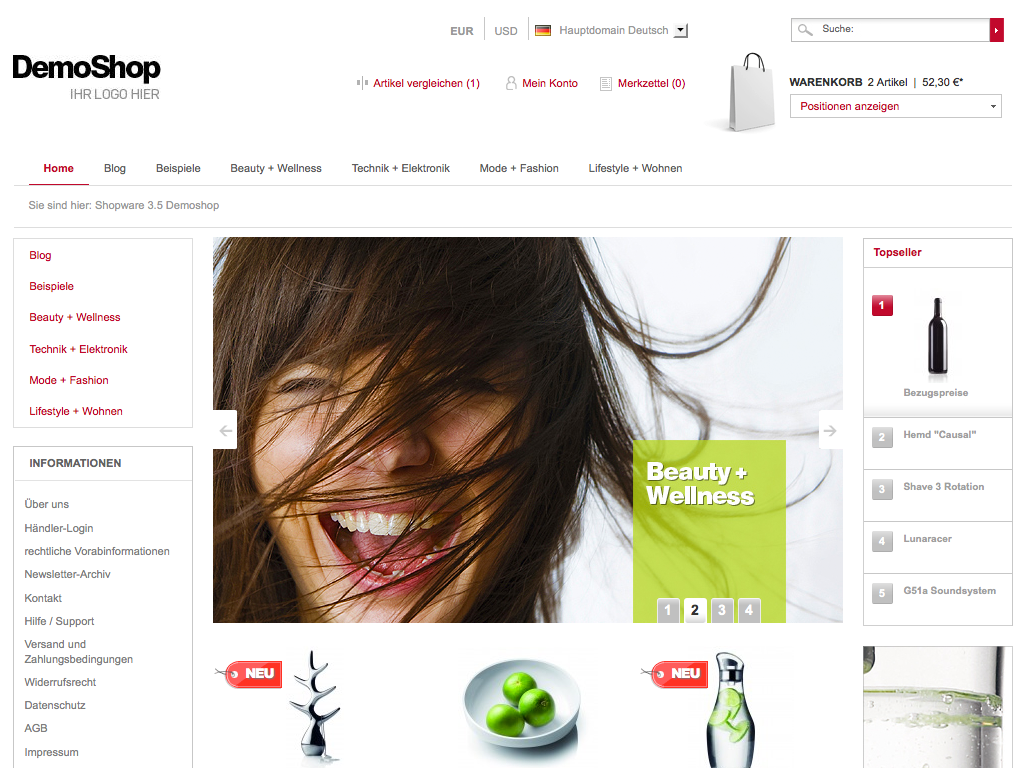 EUR
USD
Hauptdomain Deutsch
Suche:
DemoShop
IHR LOGO HIER
Artikel vergleichen (1)
Mein Konto
Merkzettel (0)
WARENKORB 2 Artikel | 52,30 €*
Positionen anzeigen
Home
Blog
Beispiele
Beauty + Wellness
Technik + Elektronik
Mode + Fashion
Lifestyle + Wohnen
Sie sind hier: Shopware 3.5 Demoshop
Blog
Beispiele
Beauty + Wellness
Technik + Elektronik
Mode + Fashion
Lifestyle + Wohnen
INFORMATIONEN
Über uns
Händler-Login
rechtliche Vorabinformationen
Newsletter-Archiv
Kontakt
Hilfe / Support
Versand und
Zahlungsbedingungen
Widerrufsrecht
Datenschutz
AGB
Impressum
Beauty +
Wellness
1 2 3 4
NEU
NEU
Topseller
1
Bezugspreise
2 Hemd "Causal"
3 Shave 3 Rotation
4 Lunaracer
5 G51a Soundsystem